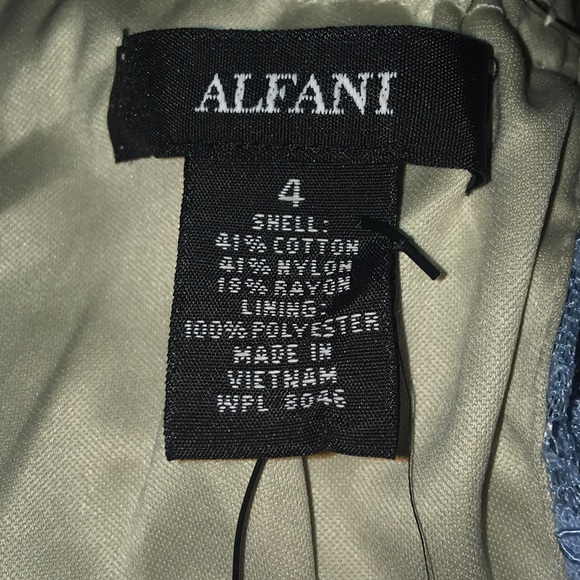 ALFANI
4
SHELL:
41% COTTON
41% NYLON
18% RAYON
LINING:
100% POLYESTER
MADE IN
VIETNAM
WPL 8046